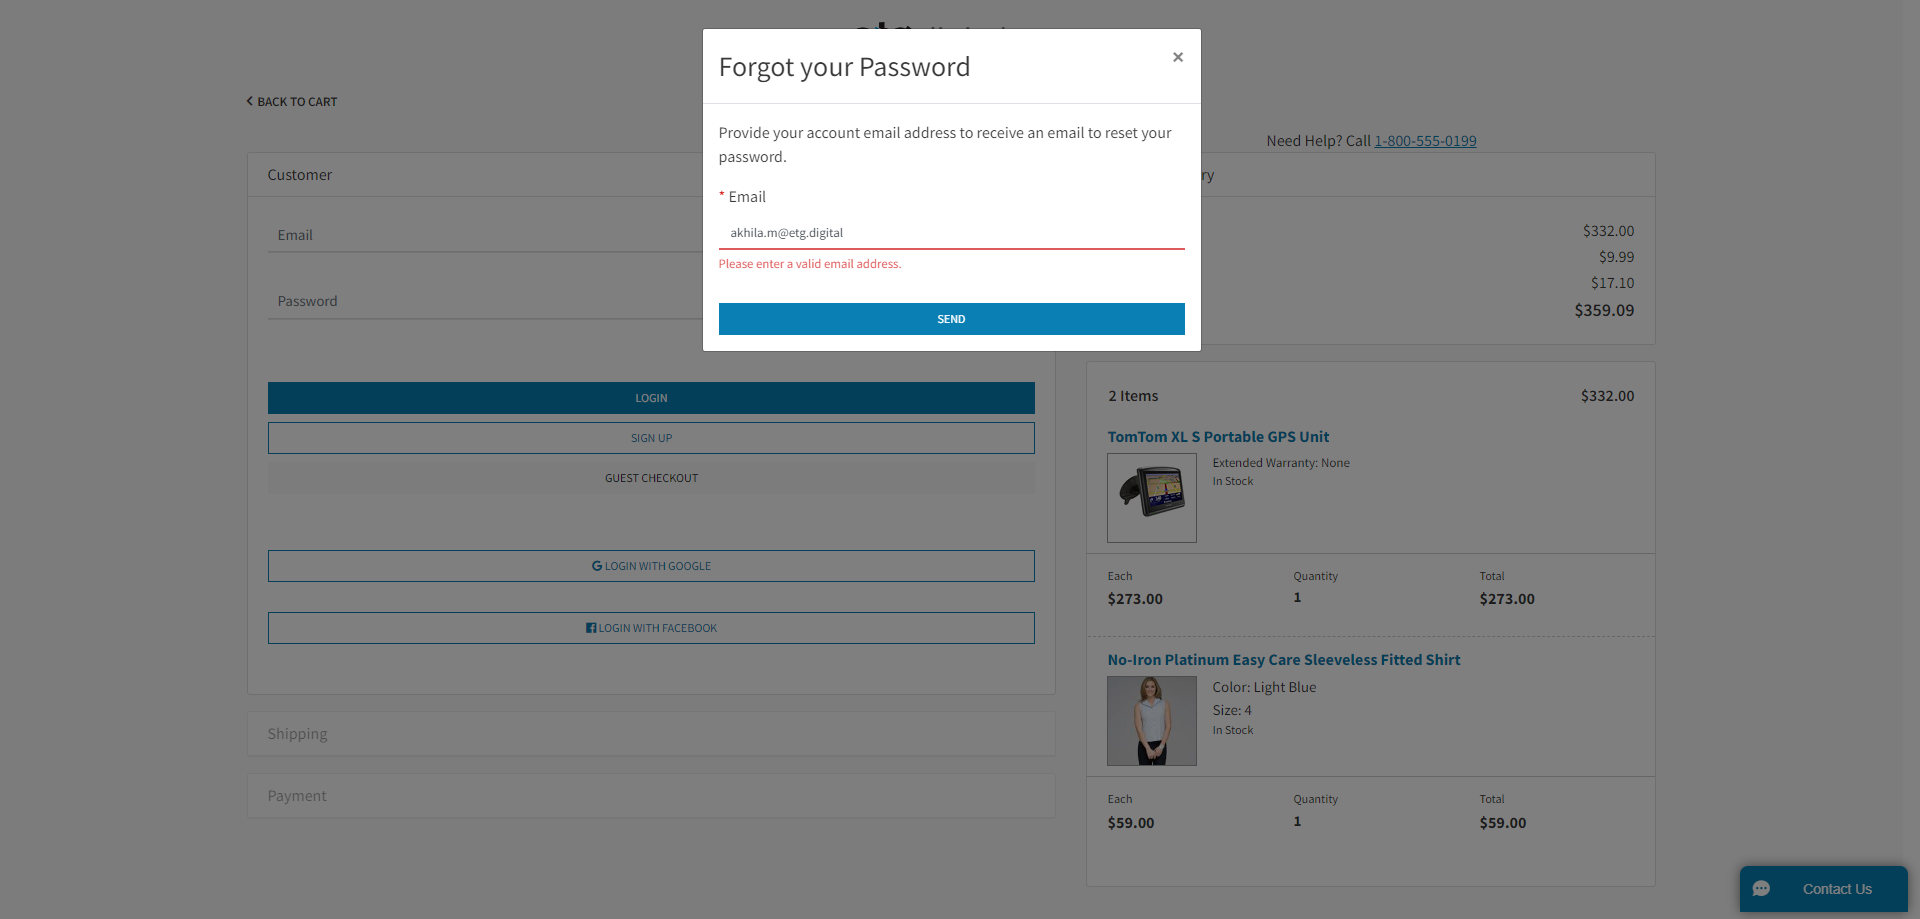 Forgot your Password
×
Provide your account email address to receive an email to reset your
password.
* Email
akhila.m@etg.digital
Please enter a valid email address.
SEND
BACK TO CART
Need Help? Call 1-800-555-0199
Customer
Email
Password
LOGIN
SIGN UP
GUEST CHECKOUT
LOGIN WITH GOOGLE
LOGIN WITH FACEBOOK
Shipping
Payment
ry
$332.00
$9.99
$17.10
$359.09
2 Items $332.00
TomTom XL S Portable GPS Unit
Extended Warranty: None
In Stock
Each Quantity Total
$273.00 1 $273.00
No-Iron Platinum Easy Care Sleeveless Fitted Shirt
Color: Light Blue
Size: 4
In Stock
Each Quantity Total
$59.00 1 $59.00
Contact Us